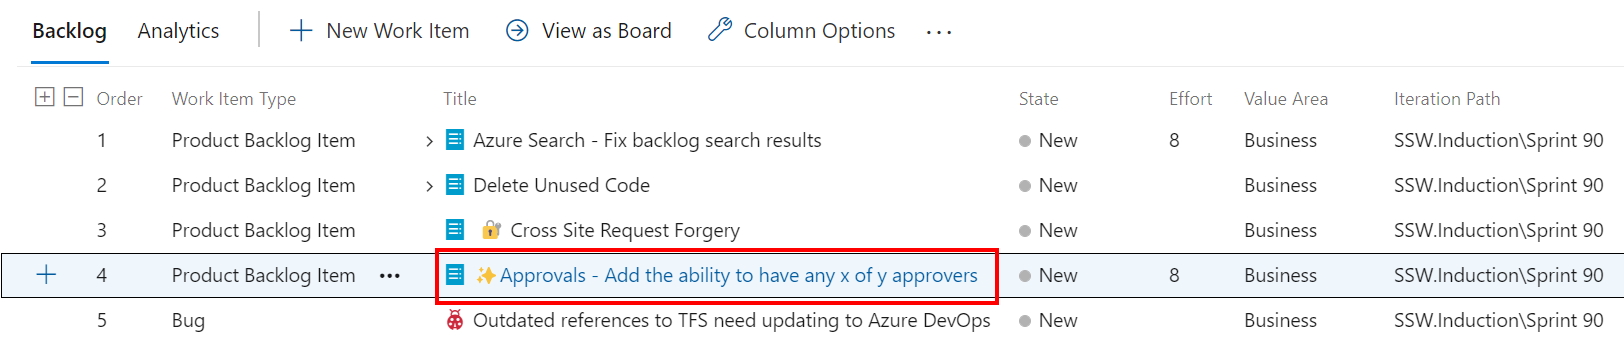 Backlog Analytics + New Work Item View as Board Column Options ...
Order Work Item Type Title State Effort Value Area Iteration Path
1 Product Backlog Item > Azure Search - Fix backlog search results New 8 Business SSW.Induction\Sprint 90
2 Product Backlog Item > Delete Unused Code New Business SSW.Induction\Sprint 90
3 Product Backlog Item 🔐 Cross Site Request Forgery New Business SSW.Induction\Sprint 90
+ 4 Product Backlog Item ... ✨Approvals - Add the ability to have any x of y approvers New 8 Business SSW.Induction\Sprint 90
5 Bug Outdated references to TFS need updating to Azure DevOps New Business SSW.Induction\Sprint 90